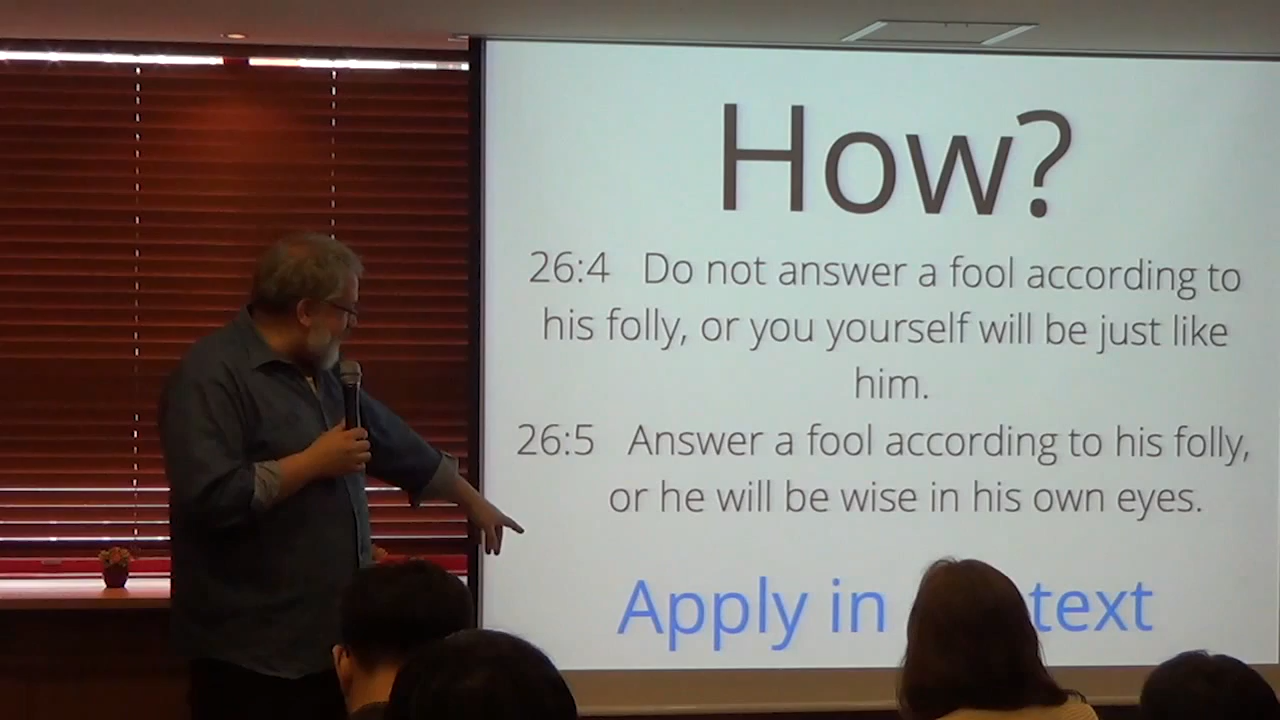 How?
26:4 Do not answer a fool according to
his folly, or you yourself will be just like
him.
26:5 Answer a fool according to his folly,
or he will be wise in his own eyes.
Apply in text